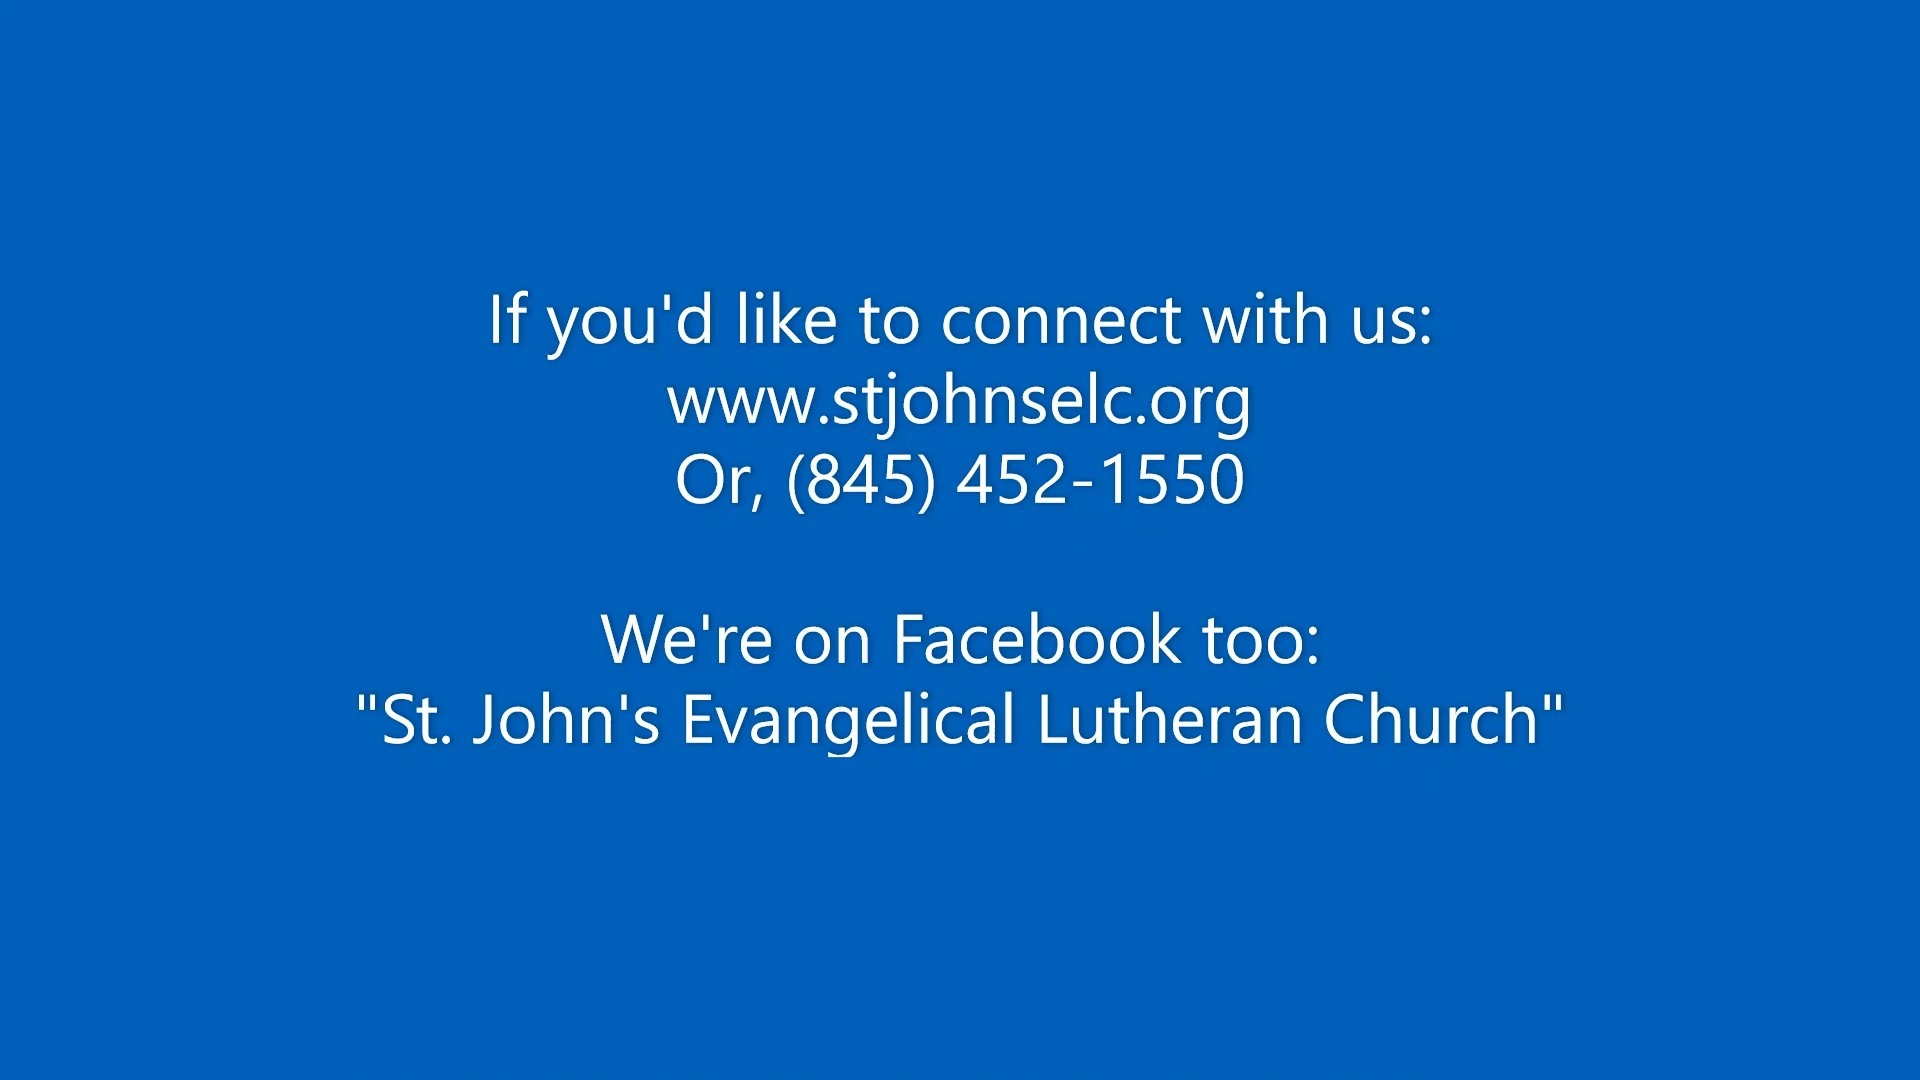 If you'd like to connect with us:
www.stjohnselc.org
Or, (845) 452-1550
We're on Facebook too:
"St. John's Evangelical Lutheran Church"